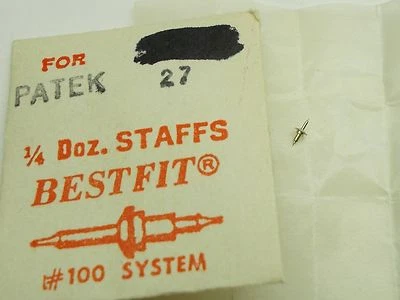 FOR
PATEK 27
¼ Doz. STAFFS
BESTFIT®
#100 SYSTEM